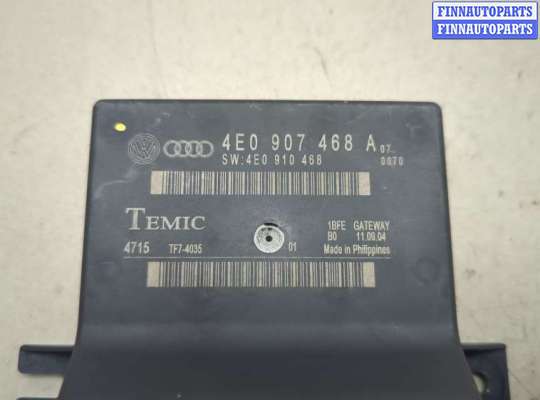 FINNAUTOPARTS
FINNAUTOPARTS
4E0 907 468 A 07..
SW:4E0 910 468 0070
TEMIC
1BFE GATEWAY
4715 TF7-4035 01 B0 11.09.04
Made in Philippines